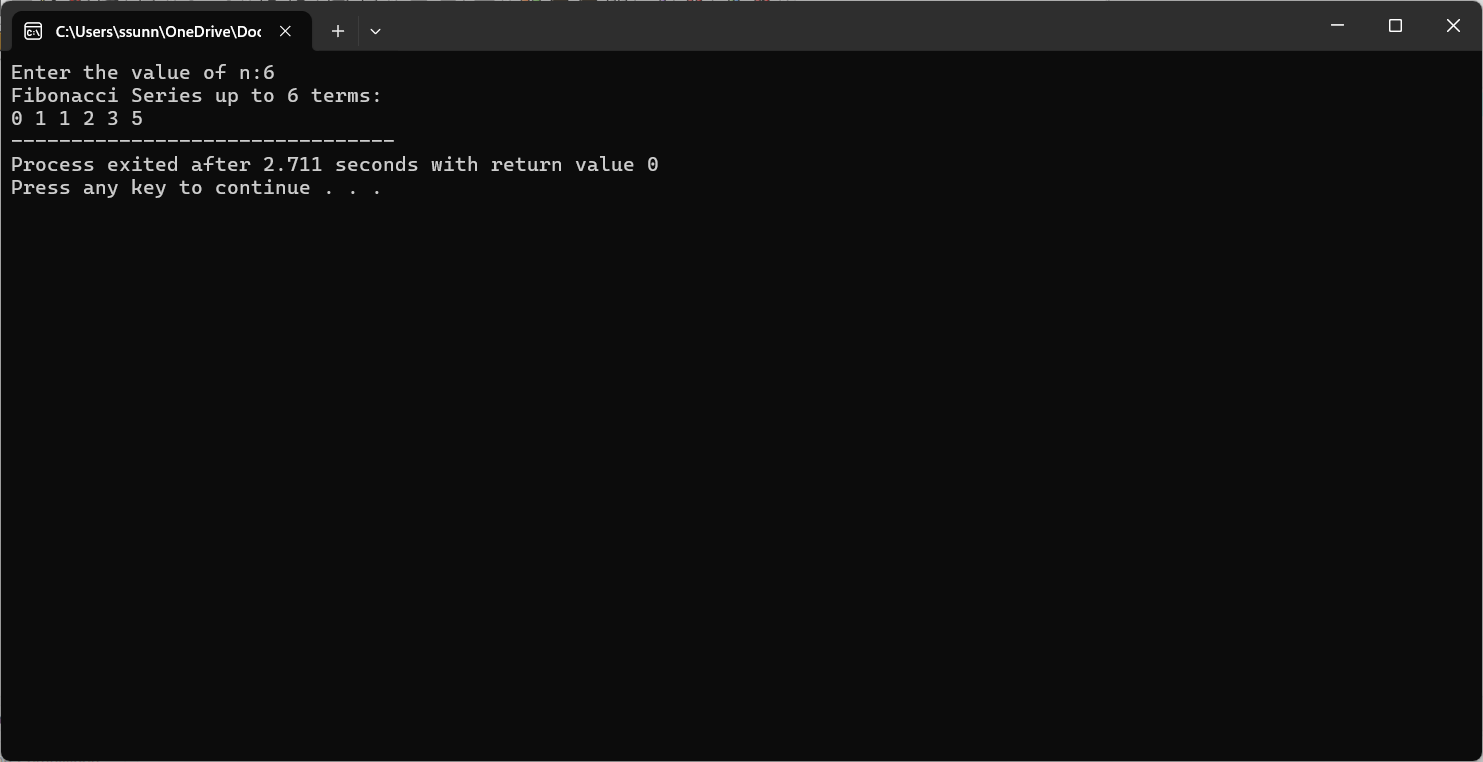 C:\Users\ssunn\OneDrive\Doc
Enter the value of n:6
Fibonacci Series up to 6 terms:
0 1 1 2 3 5
--------------------------------
Process exited after 2.711 seconds with return value 0
Press any key to continue . . .